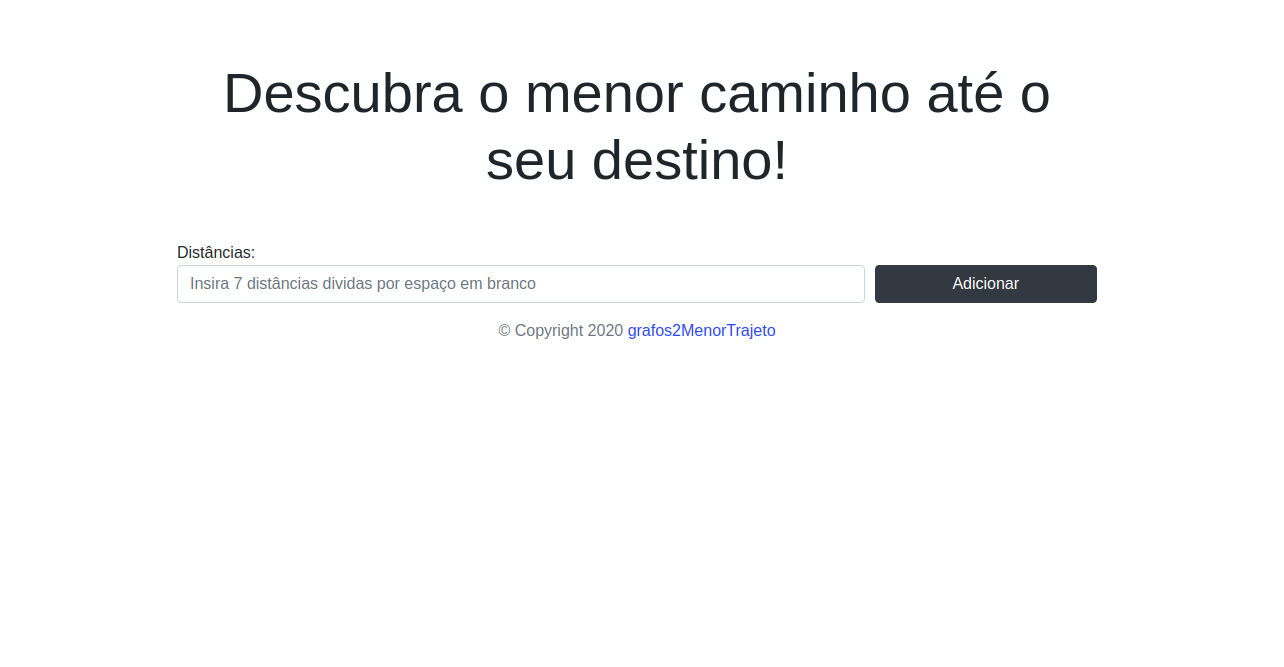 Descubra o menor caminho até o
seu destino!
Distâncias:
Insira 7 distâncias dividas por espaço em branco
Adicionar
© Copyright 2020 grafos2MenorTrajeto